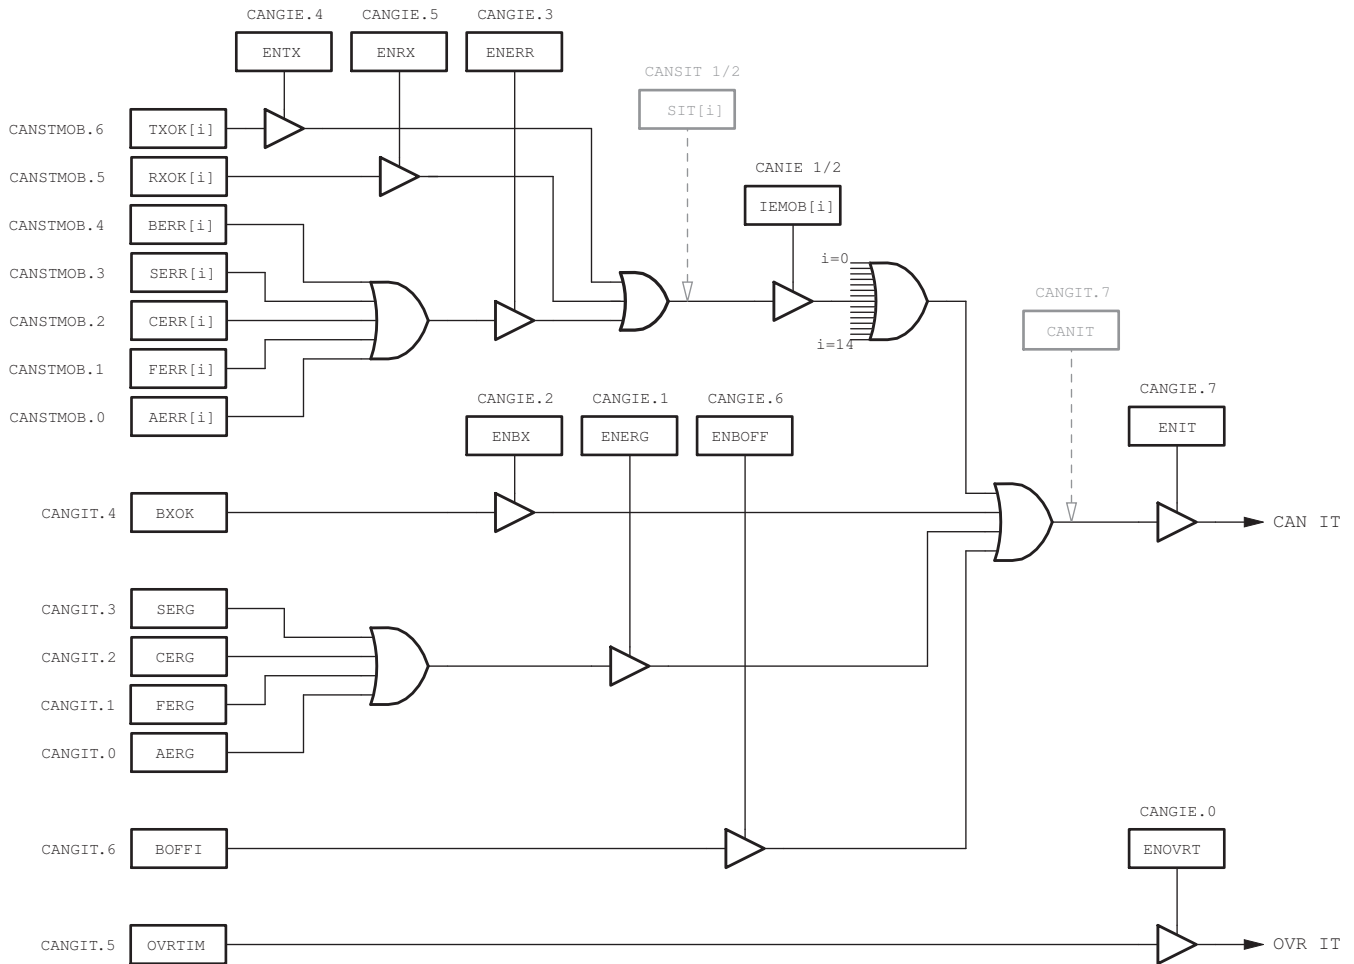 CANGIE.4 CANGIE.5 CANGIE.3
ENTX ENRX ENERR
CANSIT 1/2
SIT[i]
CANSTMOB.6 TXOK[i]
CANSTMOB.5 RXOK[i]
CANIE 1/2
IEMOB[i]
CANSTMOB.4 BERR[i]
i=0
CANSTMOB.3 SERR[i]
CANGIT.7
CANIT
CANSTMOB.2 CERR[i]
i=14
CANSTMOB.1 FERR[i]
CANGIE.7
ENIT
CANSTMOB.0 AERR[i]
CANGIE.2 CANGIE.1 CANGIE.6
ENBX ENERG ENBOFF
CANGIT.4 BXOK
CAN IT
CANGIT.3 SERG
CANGIT.2 CERG
CANGIT.1 FERG
CANGIT.0 AERG
CANGIE.0
ENOVRT
CANGIT.6 BOFFI
CANGIT.5 OVRTIM
OVR IT